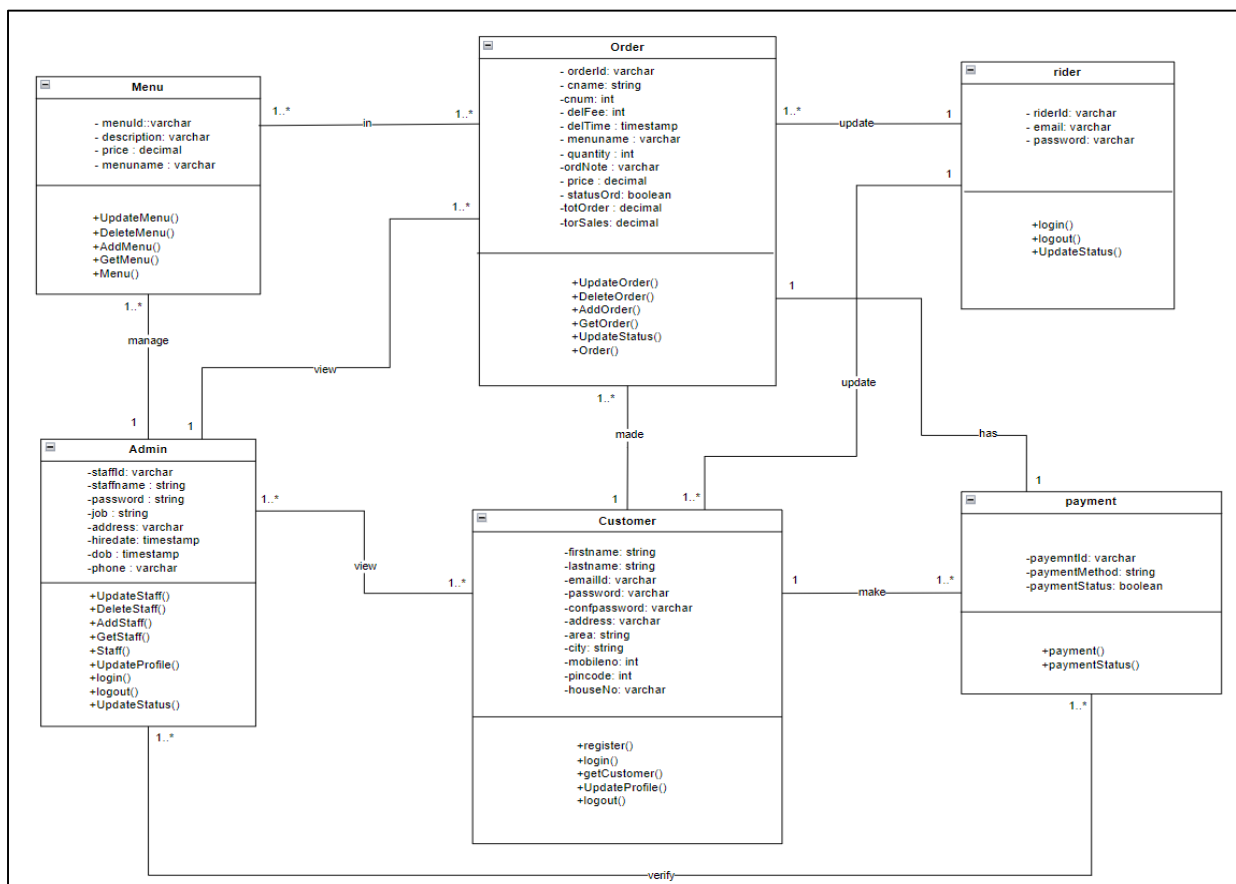 Menu
- menuId::varchar
- description: varchar
- price : decimal
- menuname : varchar
+UpdateMenu()
+DeleteMenu()
+AddMenu()
+GetMenu()
+Menu()
1..*
in
1..*
Order
- orderId: varchar
- cname: string
-cnum: int
- delFee: int
- delTime : timestamp
- menuname : varchar
- quantity : int
-ordNote : varchar
- price : decimal
- statusOrd: boolean
-totOrder : decimal
-torSales: decimal
+UpdateOrder()
+DeleteOrder()
+AddOrder()
+GetOrder()
+UpdateStatus()
+Order()
1..*
update
1
rider
- riderId: varchar
- email: varchar
- password: varchar
+login()
+logout()
+UpdateStatus()
1
update
1..*
1..*
view
1
1..*
manage
1
1
has
1
1..*
made
1
Admin
-staffId: varchar
-staffname : string
-password : string
-job : string
-address: varchar
-hiredate: timestamp
-dob : timestamp
-phone : varchar
+UpdateStaff()
+DeleteStaff()
+AddStaff()
+GetStaff()
+Staff()
+UpdateProfile()
+login()
+logout()
+UpdateStatus()
1..*
view
1..*
Customer
-firstname: string
-lastname: string
-emailId: varchar
-password: varchar
-confpassword: varchar
-address: varchar
-area: string
-city: string
-mobileno: int
-pincode: int
-houseNo: varchar
+register()
+login()
+getCustomer()
+UpdateProfile()
+logout()
1
make
1..*
payment
-payemntId: varchar
-paymentMethod: string
-paymentStatus: boolean
+payment()
+paymentStatus()
1..*
verify
1..*